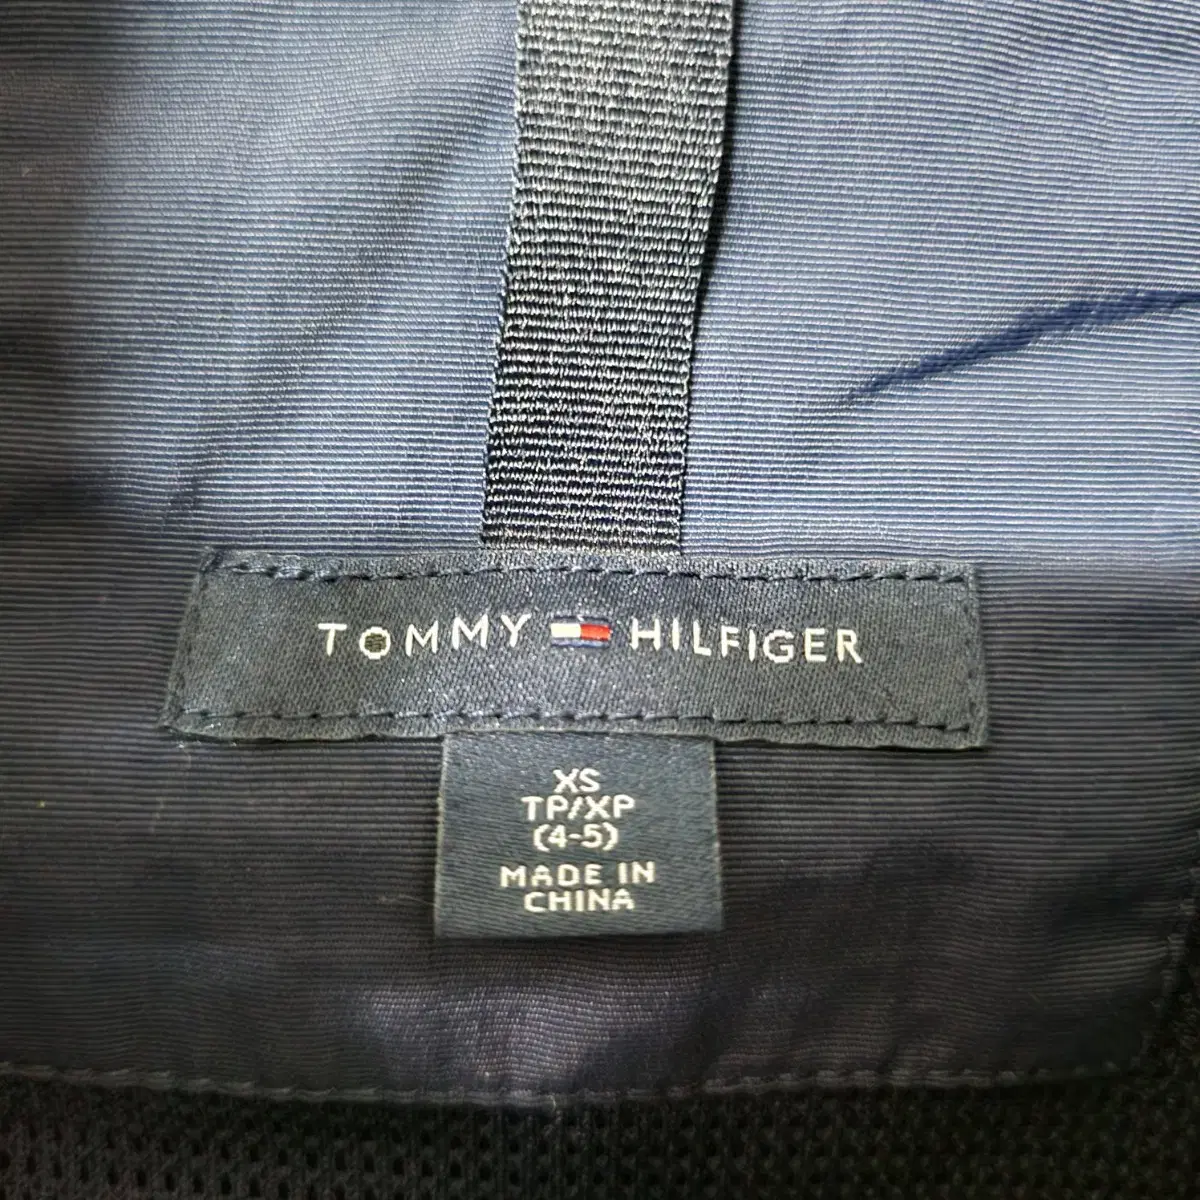 TOMMY HILFIGER
XS
TP/XP
(4-5)
MADE IN
CHINA